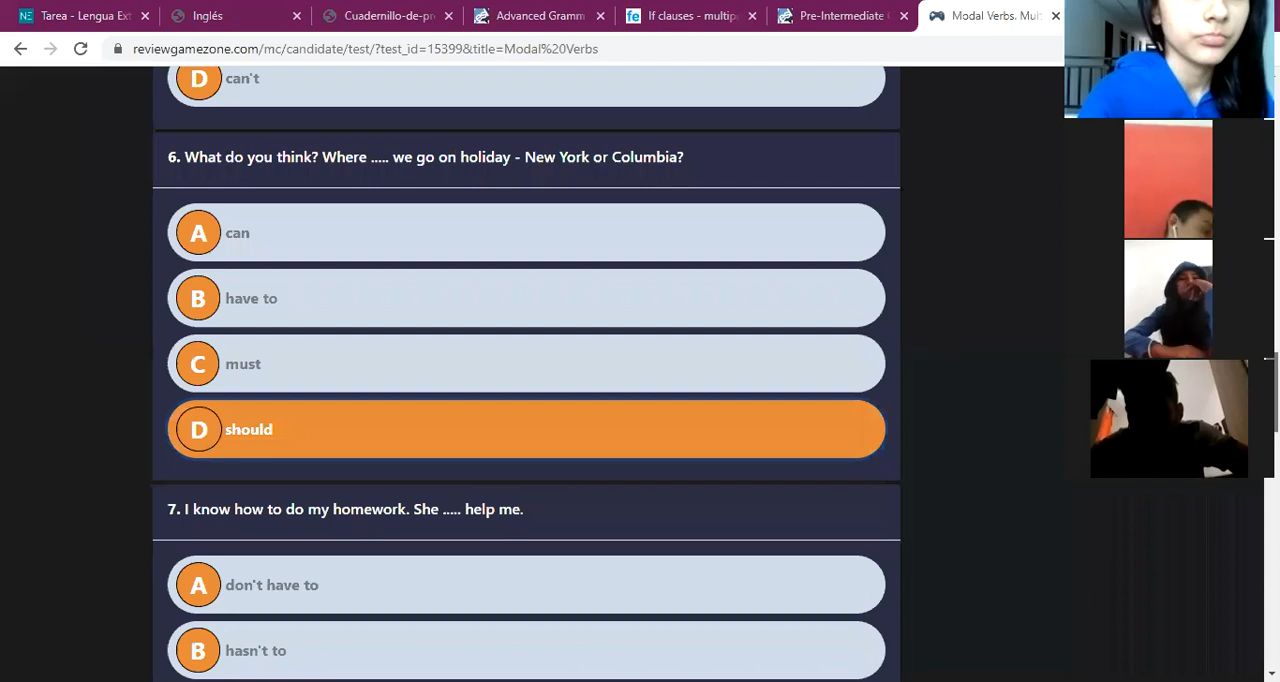 Tarea - Lengua Ext
Inglés
Cuadernillo-de-pr
Advanced Gramm
If clauses - multip
Pre-Intermediate
Modal Verbs. Mul
reviewgamezone.com/mc/candidate/test/?test_id=15399&title=Modal%20Verbs
D can't
6. What do you think? Where ..... we go on holiday - New York or Columbia?
A can
B have to
C must
D should
7. I know how to do my homework. She ..... help me.
A don't have to
B hasn't to